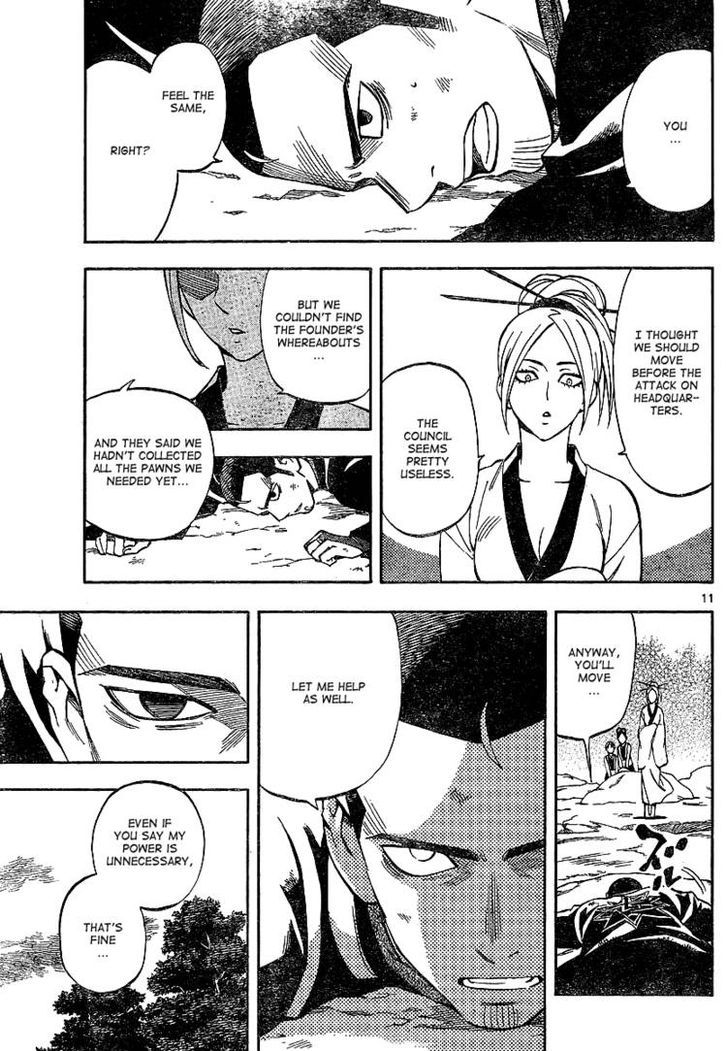 YOU
...
FEEL THE
SAME,
RIGHT?
I THOUGHT
WE SHOULD
MOVE
BEFORE THE
ATTACK ON
HEADQUAR-
TERS.
THE
COUNCIL
SEEMS
PRETTY
USELESS.
BUT WE
COULDN'T FIND
THE FOUNDER'S
WHEREABOUTS
...
AND THEY SAID WE
HADN'T COLLECTED
ALL THE PAWNS WE
NEEDED YET...
11
ANYWAY,
YOU'LL
MOVE
...
ズル
LET ME HELP
AS WELL.
EVEN IF
YOU SAY MY
POWER IS
UNNECESSARY,
THAT'S
FINE
...